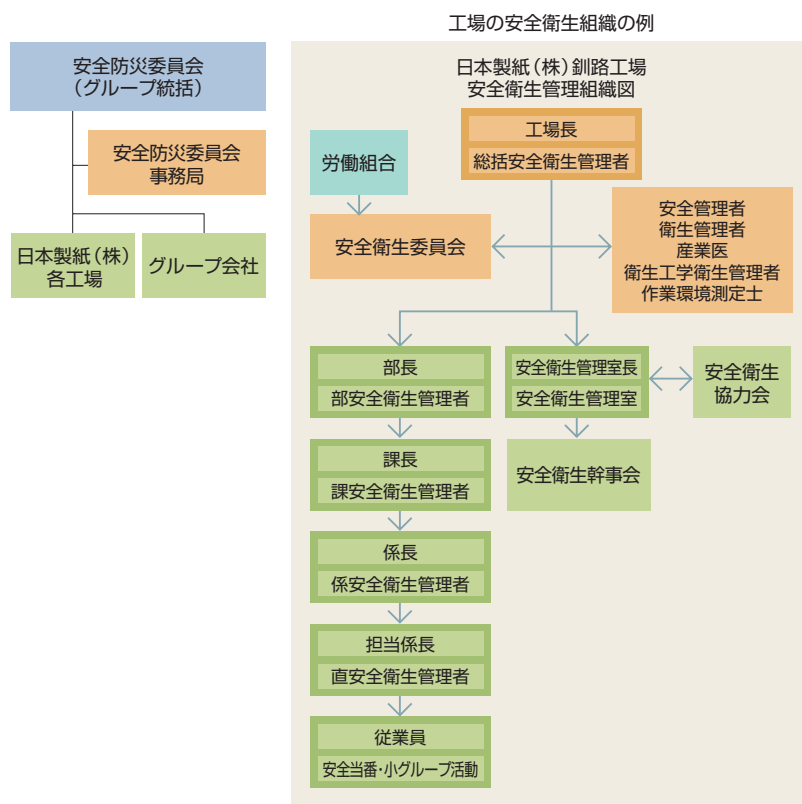 工場の安全衛生組織の例
安全防災委員会
(グループ統括)
安全防災委員会
事務局
日本製紙(株)
各工場
グループ会社
日本製紙(株)釧路工場
安全衛生管理組織図
工場長
総括安全衛生管理者
労働組合
安全衛生委員会
安全管理者
衛生管理者
産業医
衛生工学衛生管理者
作業環境測定士
部長
部安全衛生管理者
安全衛生管理室長
安全衛生管理室
安全衛生
協力会
課長
課安全衛生管理者
安全衛生幹事会
係長
係安全衛生管理者
担当係長
直安全衛生管理者
従業員
安全当番・小グループ活動